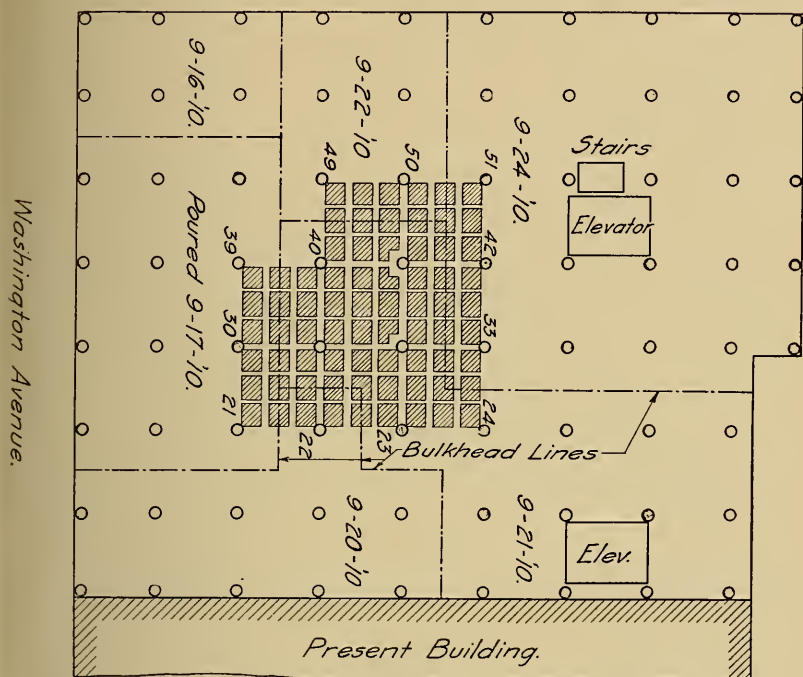 9-16-'10.
9-22-'10
9-24-'10.
Stairs
Elevator
49
50
51
Poured 9-17-'10.
39
40
42
30
33
21
22
23
24
Bulkhead Lines
9-20-'10
9-21-'10.
Elev.
Present Building.
Washington Avenue.